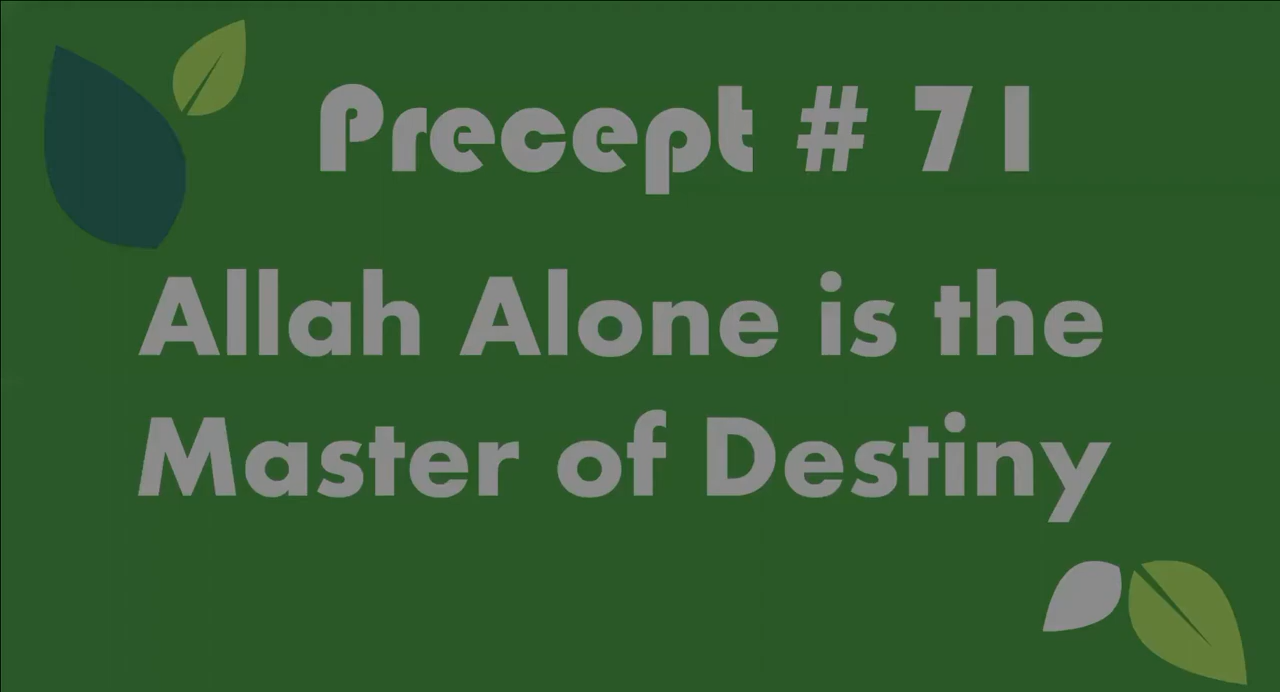 Precept # 71
Allah Alone is the
Master of Destiny